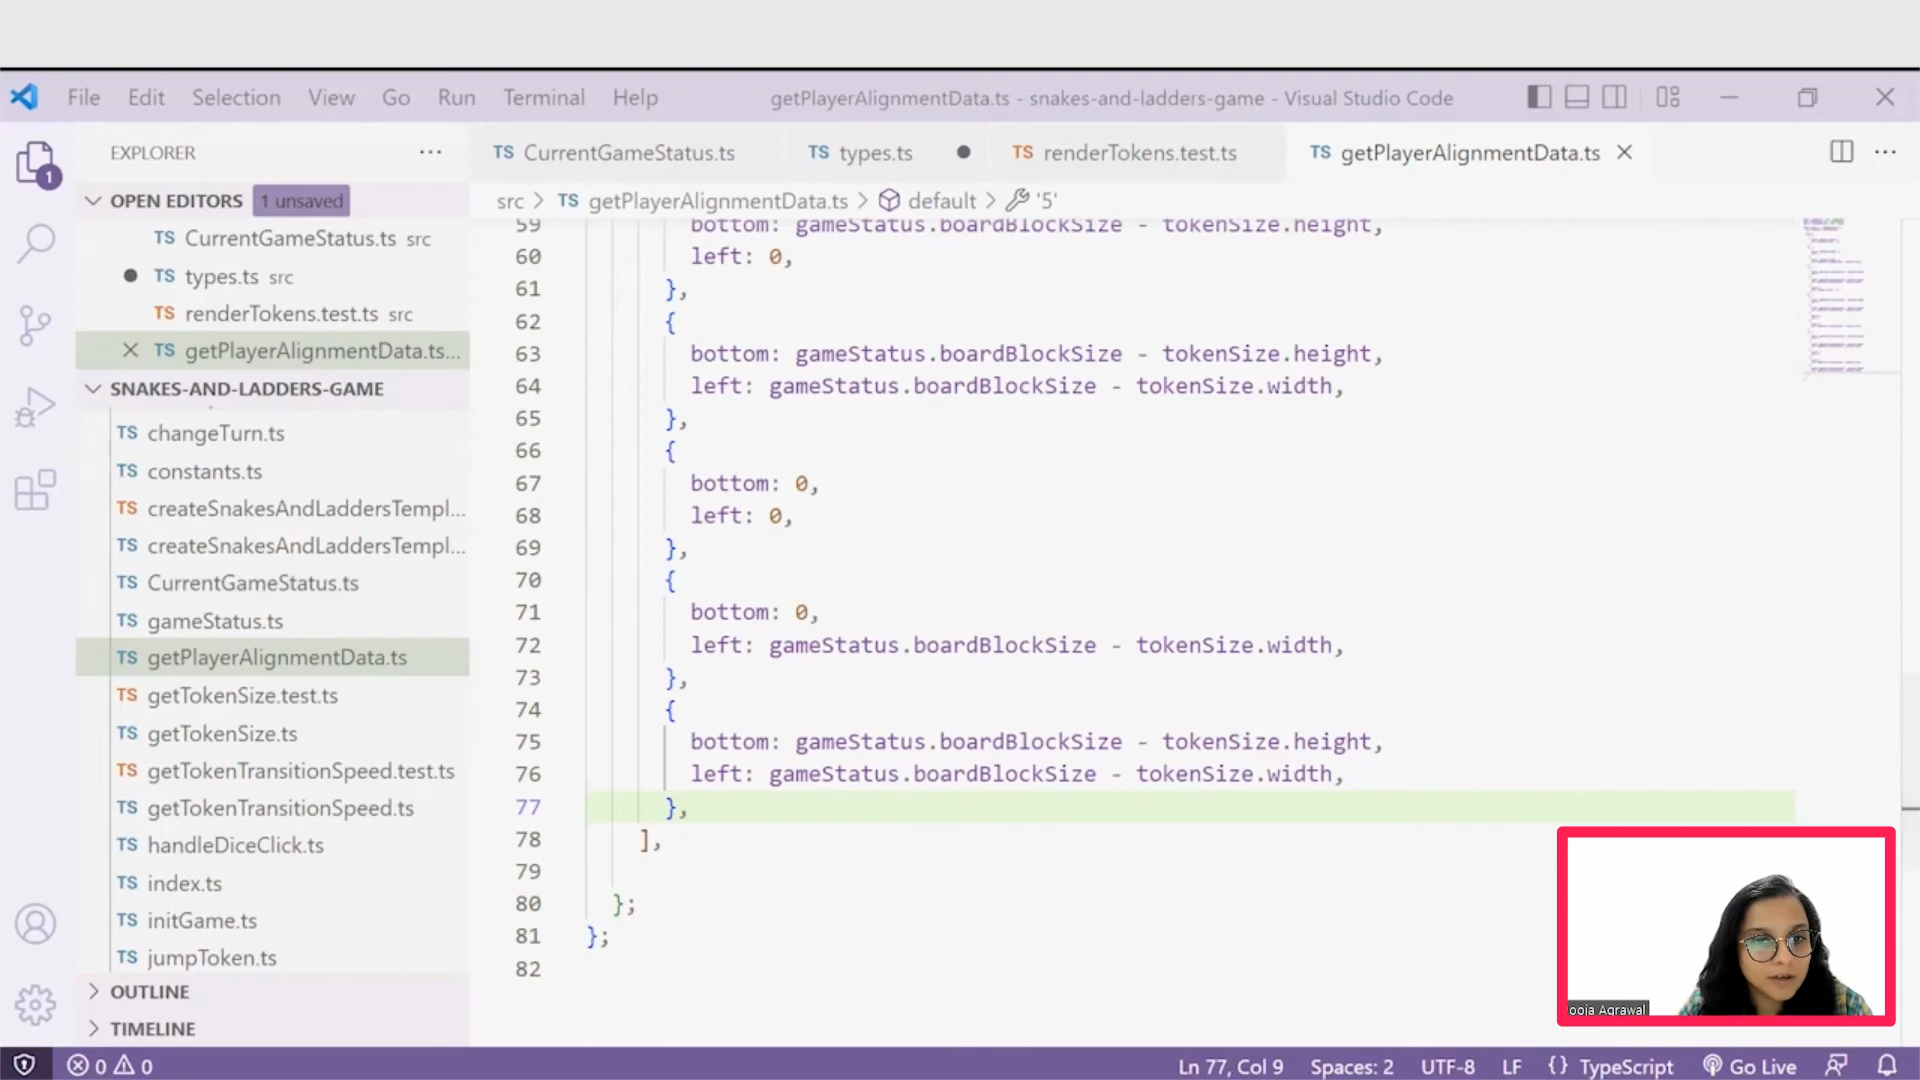 File Edit Selection View Go Run Terminal Help
getPlayerAlignmentData.ts - snakes-and-ladders-game - Visual Studio Code
1
EXPLORER
OPEN EDITORS 1 unsaved
TS CurrentGameStatus.ts src
TS types.ts src
TS renderTokens.test.ts src
TS getPlayerAlignmentData.ts...
SNAKES-AND-LADDERS-GAME
TS changeTurn.ts
TS constants.ts
TS createSnakesAndLaddersTempl...
TS createSnakesAndLaddersTempl...
TS CurrentGameStatus.ts
TS gameStatus.ts
TS getPlayerAlignmentData.ts
TS getTokenSize.test.ts
TS getTokenSize.ts
TS getTokenTransitionSpeed.test.ts
TS getTokenTransitionSpeed.ts
TS handleDiceClick.ts
TS index.ts
TS initGame.ts
TS jumpToken.ts
OUTLINE
TIMELINE
TS CurrentGameStatus.ts TS types.ts TS renderTokens.test.ts TS getPlayerAlignmentData.ts
src > TS getPlayerAlignmentData.ts > default > '5'
59 bottom: gameStatus.boardBlockSize - tokenSize.height,
60 left: 0,
61 },
62 {
63 bottom: gameStatus.boardBlockSize - tokenSize.height,
64 left: gameStatus.boardBlockSize - tokenSize.width,
65 },
66 {
67 bottom: 0,
68 left: 0,
69 },
70 {
71 bottom: 0,
72 left: gameStatus.boardBlockSize - tokenSize.width,
73 },
74 {
75 bottom: gameStatus.boardBlockSize - tokenSize.height,
76 left: gameStatus.boardBlockSize - tokenSize.width,
77 },
78 ],
79
80 };
81 };
82
ooja Agrawal
0 0
Ln 77, Col 9 Spaces: 2 UTF-8 LF {} TypeScript Go Live